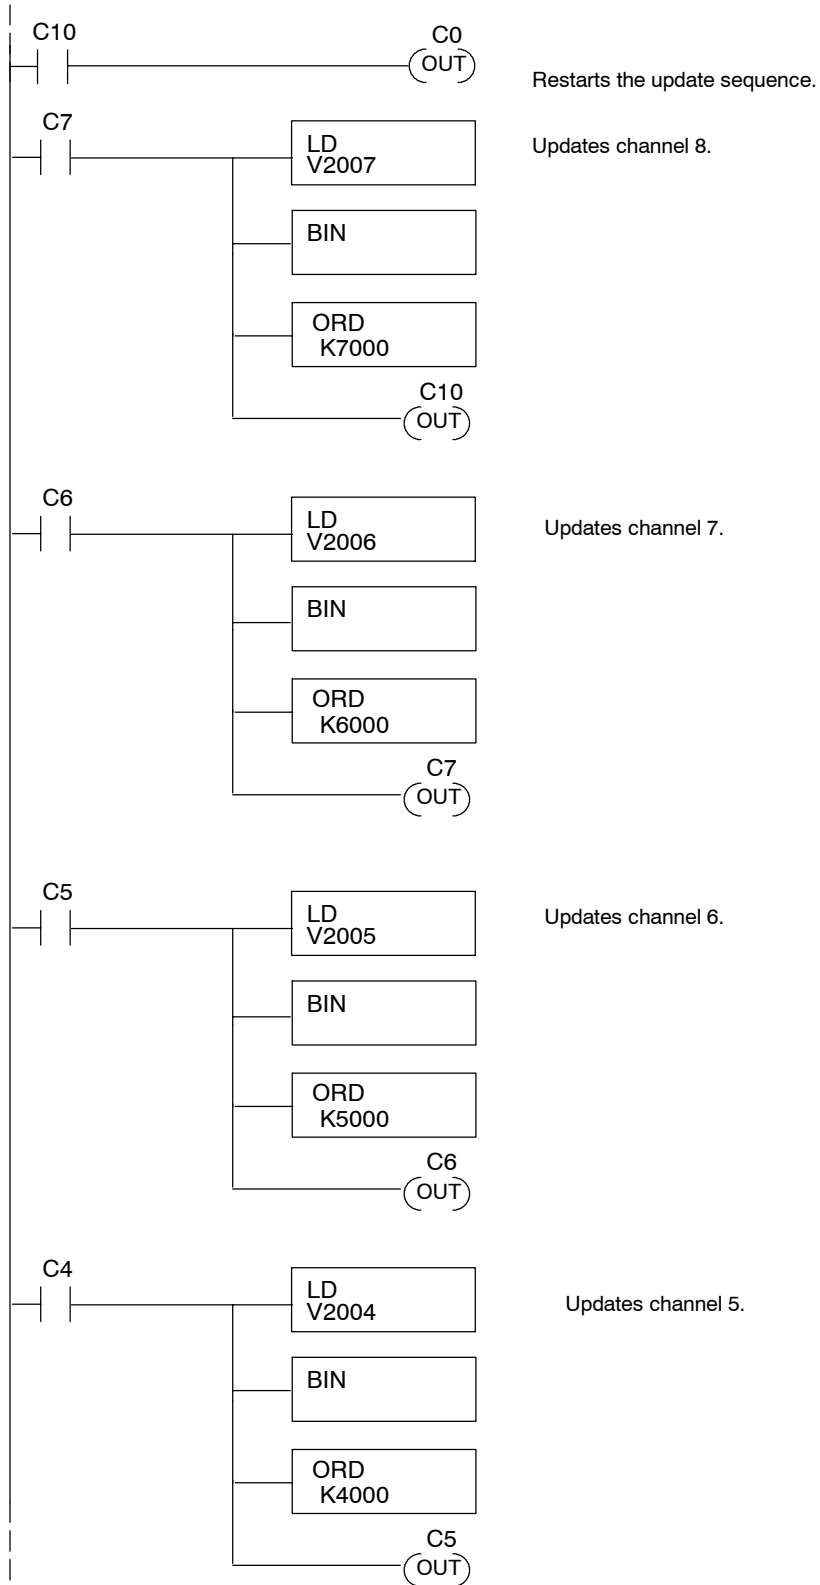 C10
C0
OUT
Restarts the update sequence.
C7
LD
V2007
Updates channel 8.
BIN
ORD
K7000
C10
OUT
C6
LD
V2006
Updates channel 7.
BIN
ORD
K6000
C7
OUT
C5
LD
V2005
Updates channel 6.
BIN
ORD
K5000
C6
OUT
C4
LD
V2004
Updates channel 5.
BIN
ORD
K4000
C5
OUT